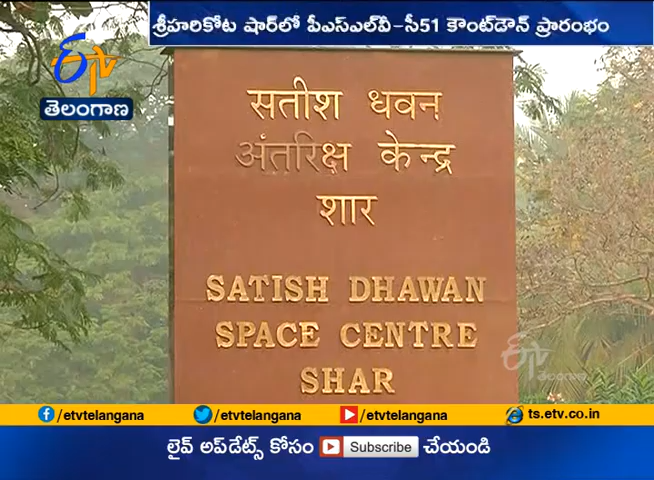 శ్రీహరికోట షార్‌లో పీఎస్ఎల్‌వీ-సీ51 కౌంట్‌డౌన్ ప్రారంభం
ETV
తెలంగాణ
सतीश धवन
अंतरिक्ष केन्द्र
शार
SATISH DHAWAN
SPACE CENTRE
SHAR
ETV
తెలంగాణ
/etvtelangana /etvtelangana /etvtelangana ts.etv.co.in
లైవ్ అప్‌డేట్స్ కోసం Subscribe చేయండి